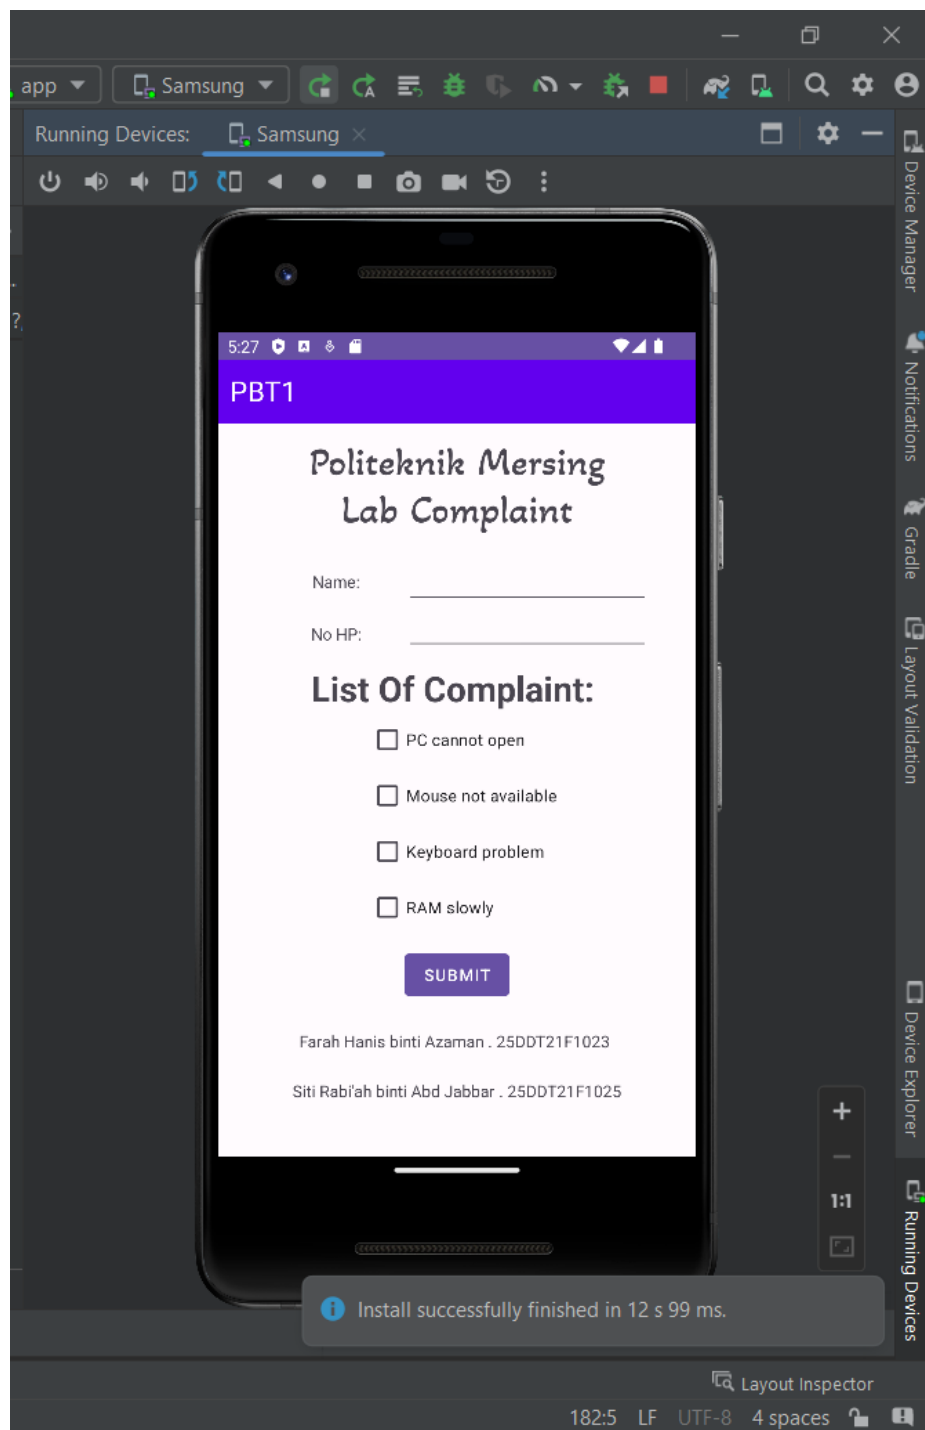 app
Samsung
Running Devices:
Samsung
Device Manager
Notifications
Gradle
Layout Validation
Device Explorer
Running Devices
?
5:27
PBT1
Politeknik Mersing
Lab Complaint
Name:
No HP:
List Of Complaint:
PC cannot open
Mouse not available
Keyboard problem
RAM slowly
SUBMIT
Farah Hanis binti Azaman . 25DDT21F1023
Siti Rabi'ah binti Abd Jabbar . 25DDT21F1025
1:1
Install successfully finished in 12 s 99 ms.
Layout Inspector
182:5 LF UTF-8 4 spaces